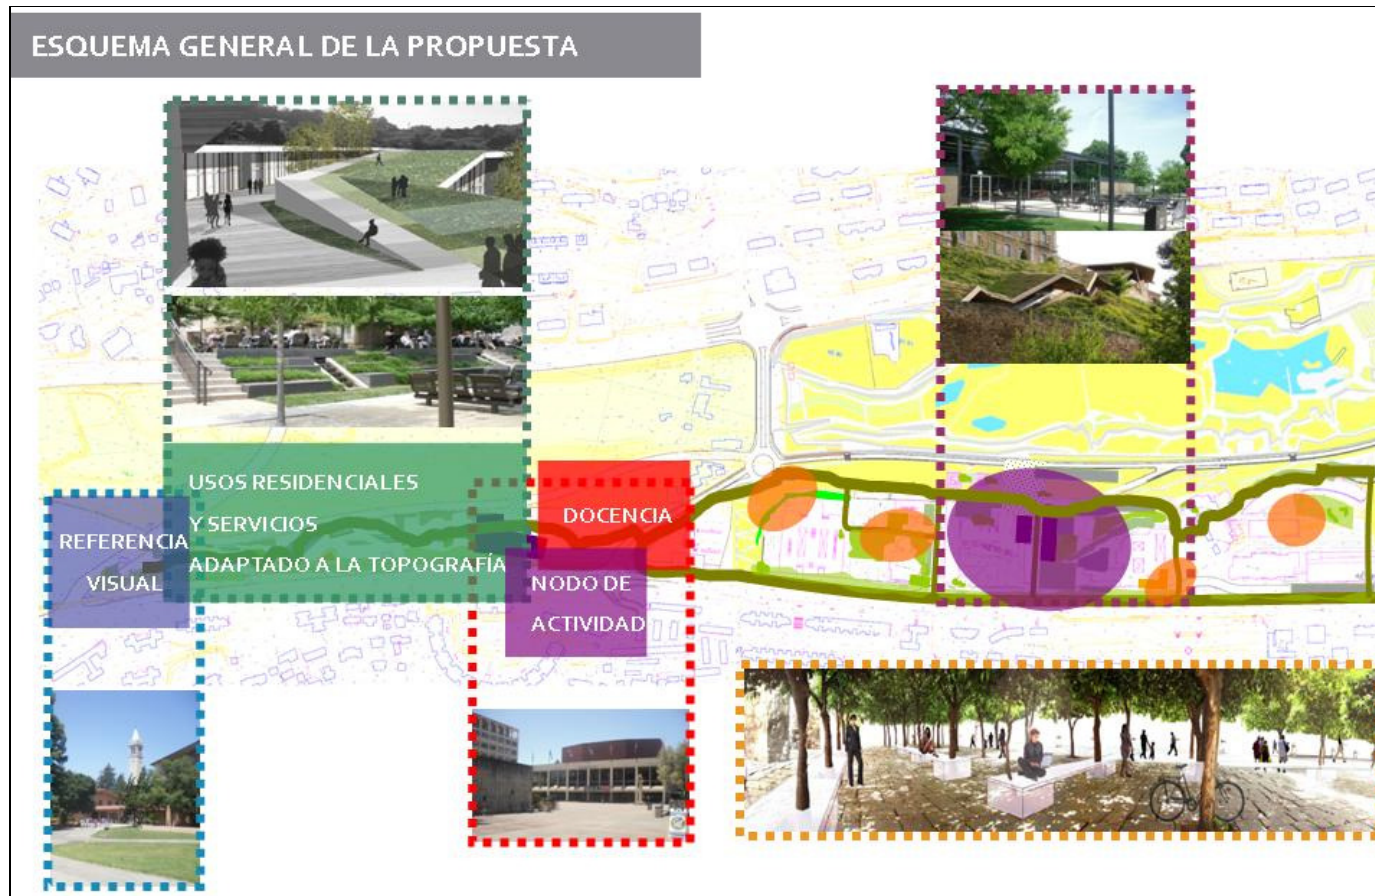 ESQUEMA GENERAL DE LA PROPUESTA
USOS RESIDENCIALES
Y SERVICIOS
ADAPTADO A LA TOPOGRAFÍA
REFERENCIA
VISUAL
DOCENCIA
NODO DE
ACTIVIDAD